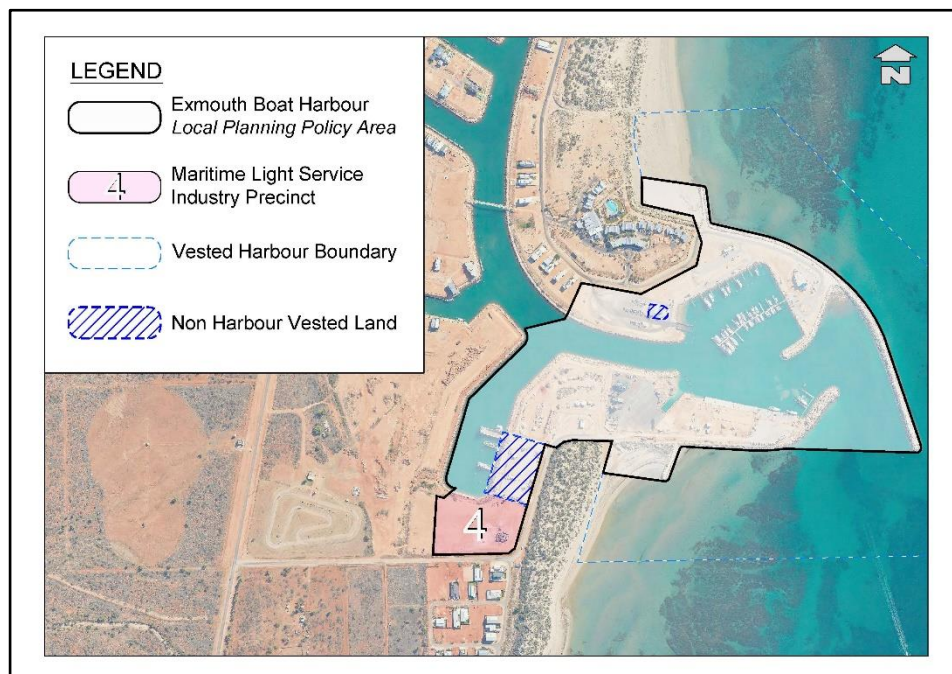 LEGEND
Exmouth Boat Harbour
Local Planning Policy Area
4
Maritime Light Service
Industry Precinct
Vested Harbour Boundary
Non Harbour Vested Land
N
4